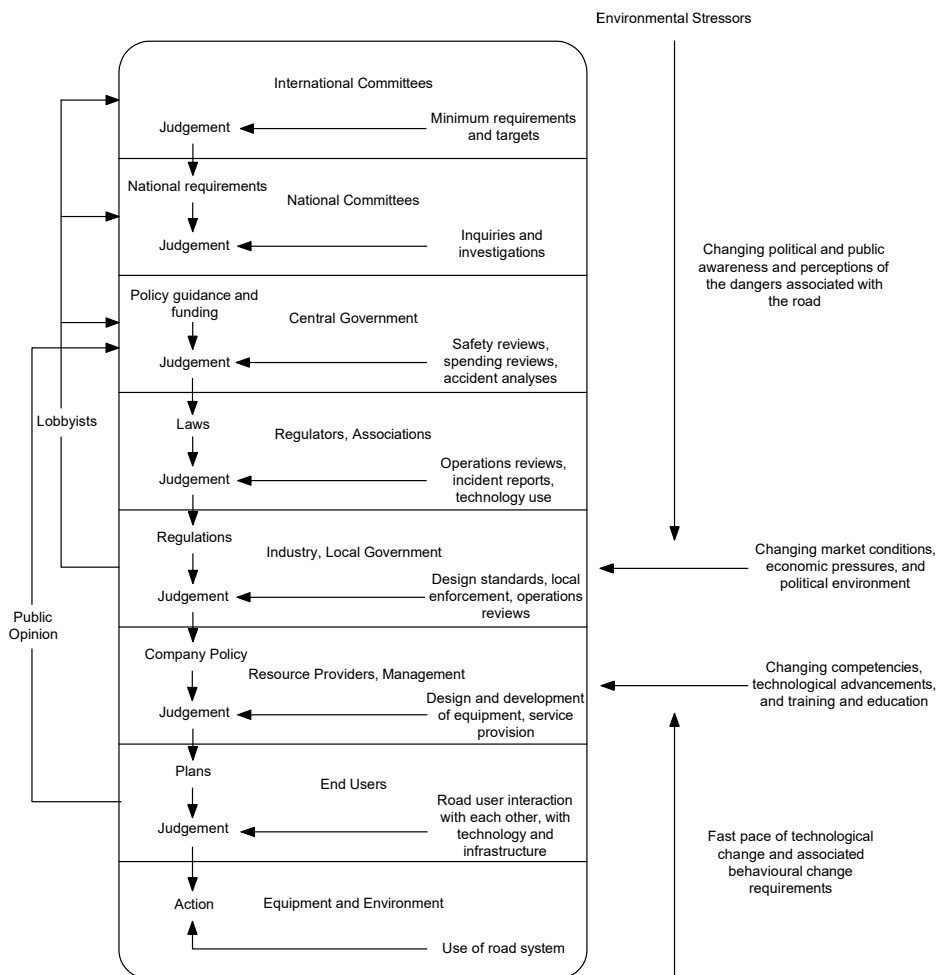 Environmental Stressors
International Committees
Judgement
Minimum requirements
and targets
National requirements
National Committees
Judgement
Inquiries and
investigations
Changing political and public
awareness and perceptions of
the dangers associated with
the road
Policy guidance and
funding
Central Government
Judgement
Safety reviews,
spending reviews,
accident analyses
Lobbyists
Laws
Regulators, Associations
Judgement
Operations reviews,
incident reports,
technology use
Regulations
Industry, Local Government
Judgement
Design standards, local
enforcement, operations
reviews
Changing market conditions,
economic pressures, and
political environment
Public
Opinion
Company Policy
Resource Providers, Management
Judgement
Design and development
of equipment, service
provision
Changing competencies,
technological advancements,
and training and education
Plans
End Users
Judgement
Road user interaction
with each other, with
technology and
infrastructure
Fast pace of technological
change and associated
behavioural change
requirements
Action
Equipment and Environment
Use of road system